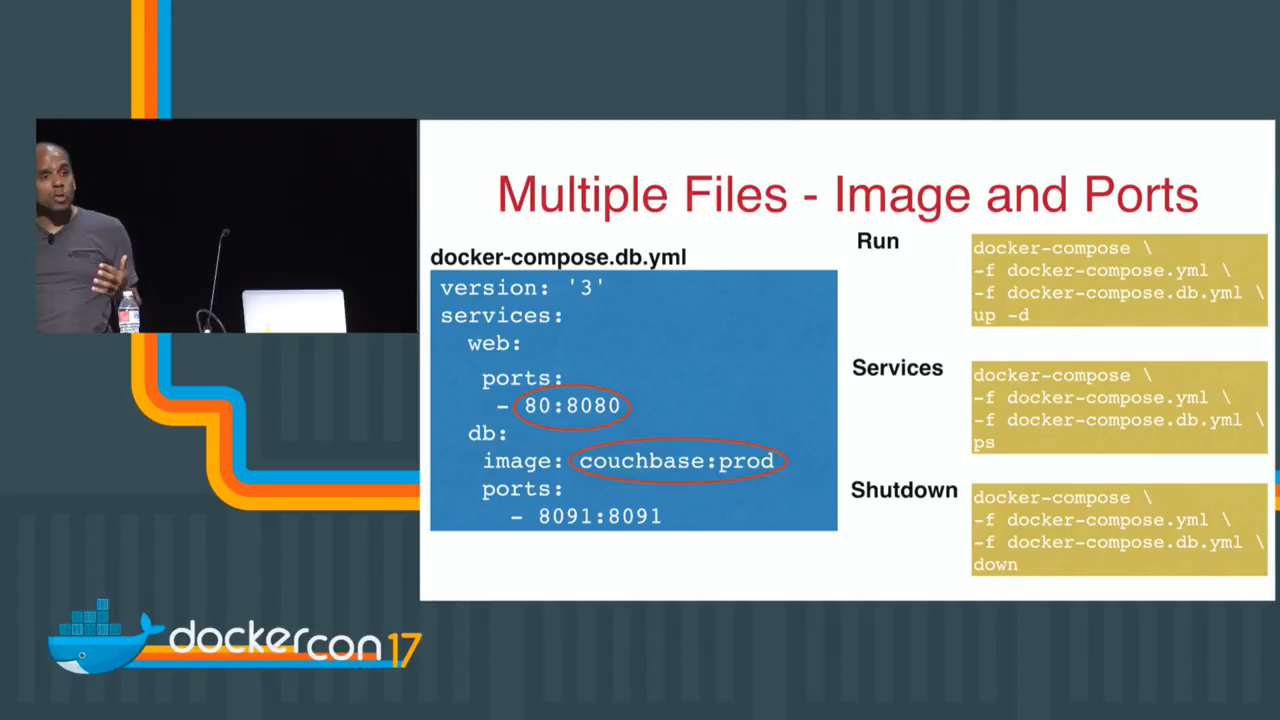 Multiple Files - Image and Ports
docker-compose.db.yml
version: '3'
services:
web:
ports:
- 80:8080
db:
image: couchbase:prod
ports:
- 8091:8091
Run
docker-compose \
-f docker-compose.yml \
-f docker-compose.db.yml \
up -d
Services
docker-compose \
-f docker-compose.yml \
-f docker-compose.db.yml \
ps
Shutdown
docker-compose \
-f docker-compose.yml \
-f docker-compose.db.yml \
down
dockercon 17